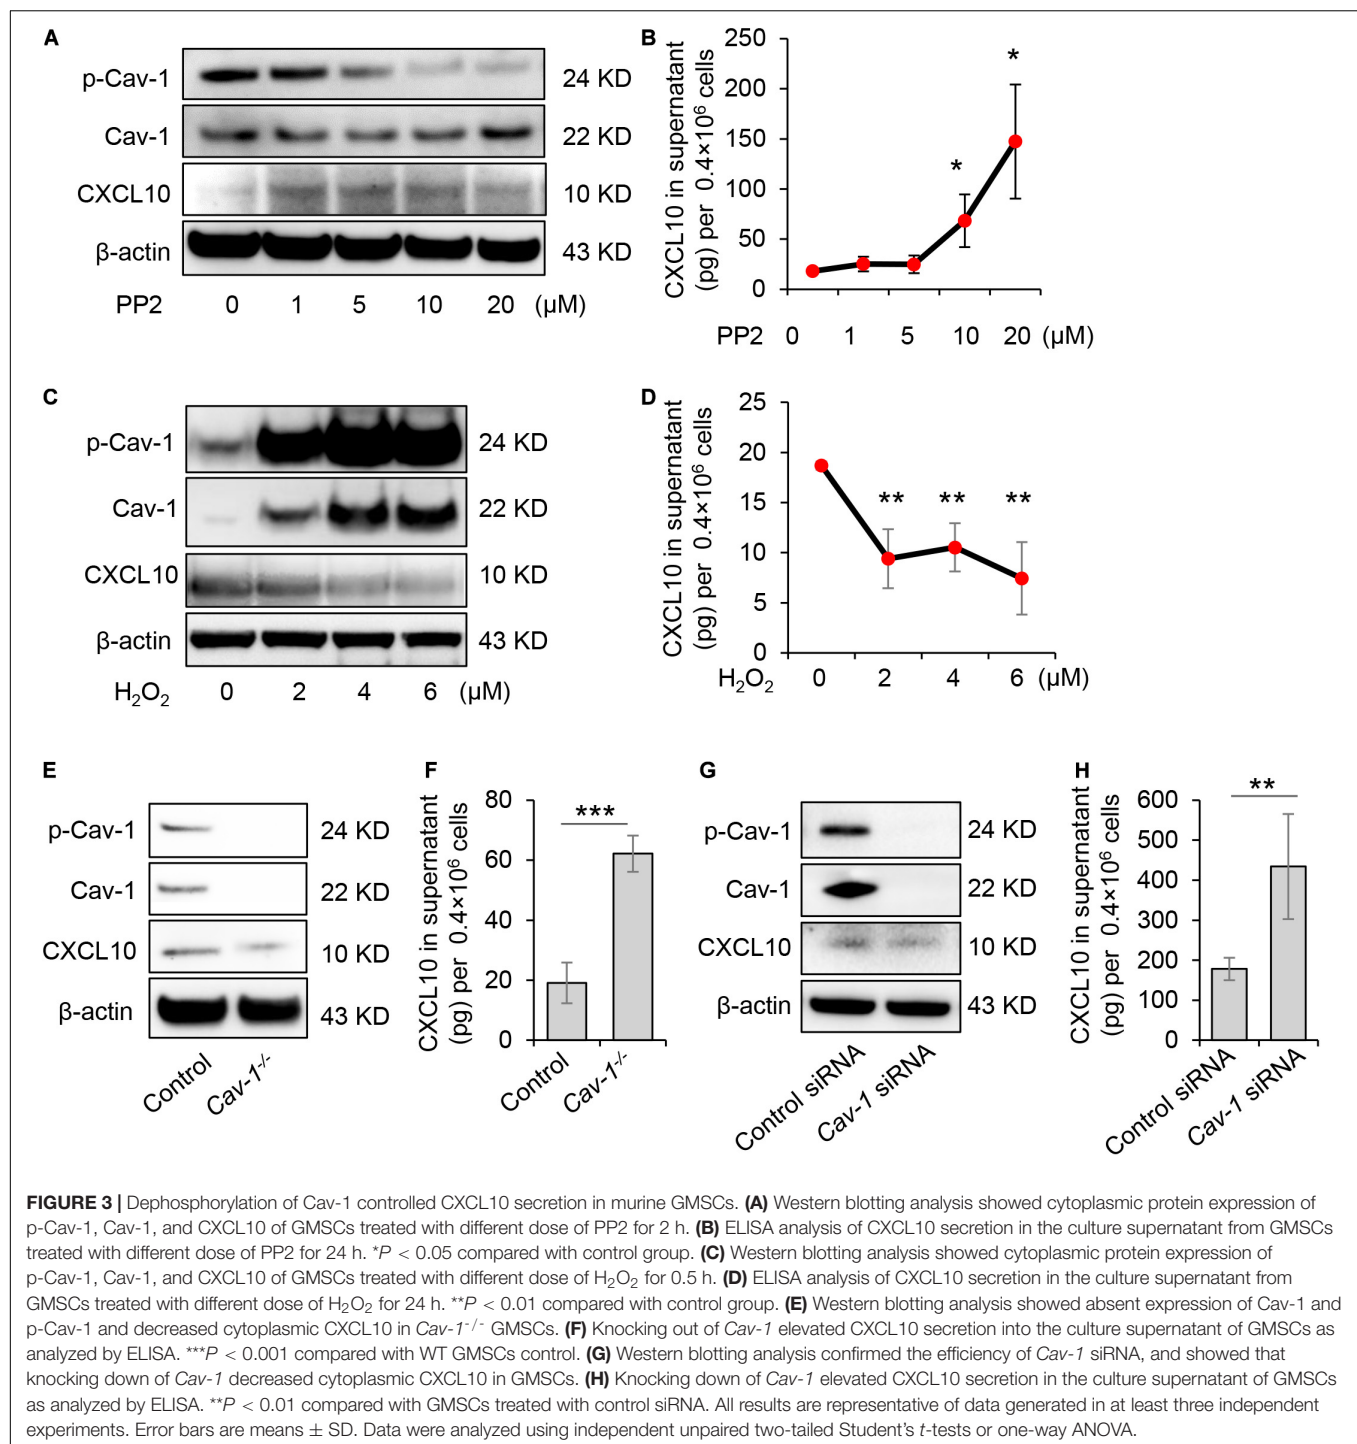 A
p-Cav-1 24 KD
Cav-1 22 KD
CXCL10 10 KD
β-actin 43 KD
PP2 0 1 5 10 20 (μM)
B
CXCL10 in supernatant
(pg) per 0.4×10⁶ cells
250
200
150
100
50
0
*
*
PP2 0 1 5 10 20 (μM)
C
p-Cav-1 24 KD
Cav-1 22 KD
CXCL10 10 KD
β-actin 43 KD
H₂O₂ 0 2 4 6 (μM)
D
CXCL10 in supernatant
(pg) per 0.4×10⁶ cells
25
20
15
10
5
0
** ** **
H₂O₂ 0 2 4 6 (μM)
E
p-Cav-1 24 KD
Cav-1 22 KD
CXCL10 10 KD
β-actin 43 KD
Control Cav-1⁻/⁻
F
CXCL10 in supernatant
(pg) per 0.4×10⁶ cells
80
60
40
20
0
***
Control Cav-1⁻/⁻
G
p-Cav-1 24 KD
Cav-1 22 KD
CXCL10 10 KD
β-actin 43 KD
Control siRNA Cav-1 siRNA
H
CXCL10 in supernatant
(pg) per 0.4×10⁶ cells
600
500
400
300
200
100
0
**
Control siRNA Cav-1 siRNA
FIGURE 3 | Dephosphorylation of Cav-1 controlled CXCL10 secretion in murine GMSCs. (A) Western blotting analysis showed cytoplasmic protein expression of
p-Cav-1, Cav-1, and CXCL10 of GMSCs treated with different dose of PP2 for 2 h. (B) ELISA analysis of CXCL10 secretion in the culture supernatant from GMSCs
treated with different dose of PP2 for 24 h. *P < 0.05 compared with control group. (C) Western blotting analysis showed cytoplasmic protein expression of
p-Cav-1, Cav-1, and CXCL10 of GMSCs treated with different dose of H₂O₂ for 0.5 h. (D) ELISA analysis of CXCL10 secretion in the culture supernatant from
GMSCs treated with different dose of H₂O₂ for 24 h. **P < 0.01 compared with control group. (E) Western blotting analysis showed absent expression of Cav-1 and
p-Cav-1 and decreased cytoplasmic CXCL10 in Cav-1⁻/⁻ GMSCs. (F) Knocking out of Cav-1 elevated CXCL10 secretion into the culture supernatant of GMSCs as
analyzed by ELISA. ***P < 0.001 compared with WT GMSCs control. (G) Western blotting analysis confirmed the efficiency of Cav-1 siRNA, and showed that
knocking down of Cav-1 decreased cytoplasmic CXCL10 in GMSCs. (H) Knocking down of Cav-1 elevated CXCL10 secretion in the culture supernatant of GMSCs
as analyzed by ELISA. **P < 0.01 compared with GMSCs treated with control siRNA. All results are representative of data generated in at least three independent
experiments. Error bars are means ± SD. Data were analyzed using independent unpaired two-tailed Student's t-tests or one-way ANOVA.